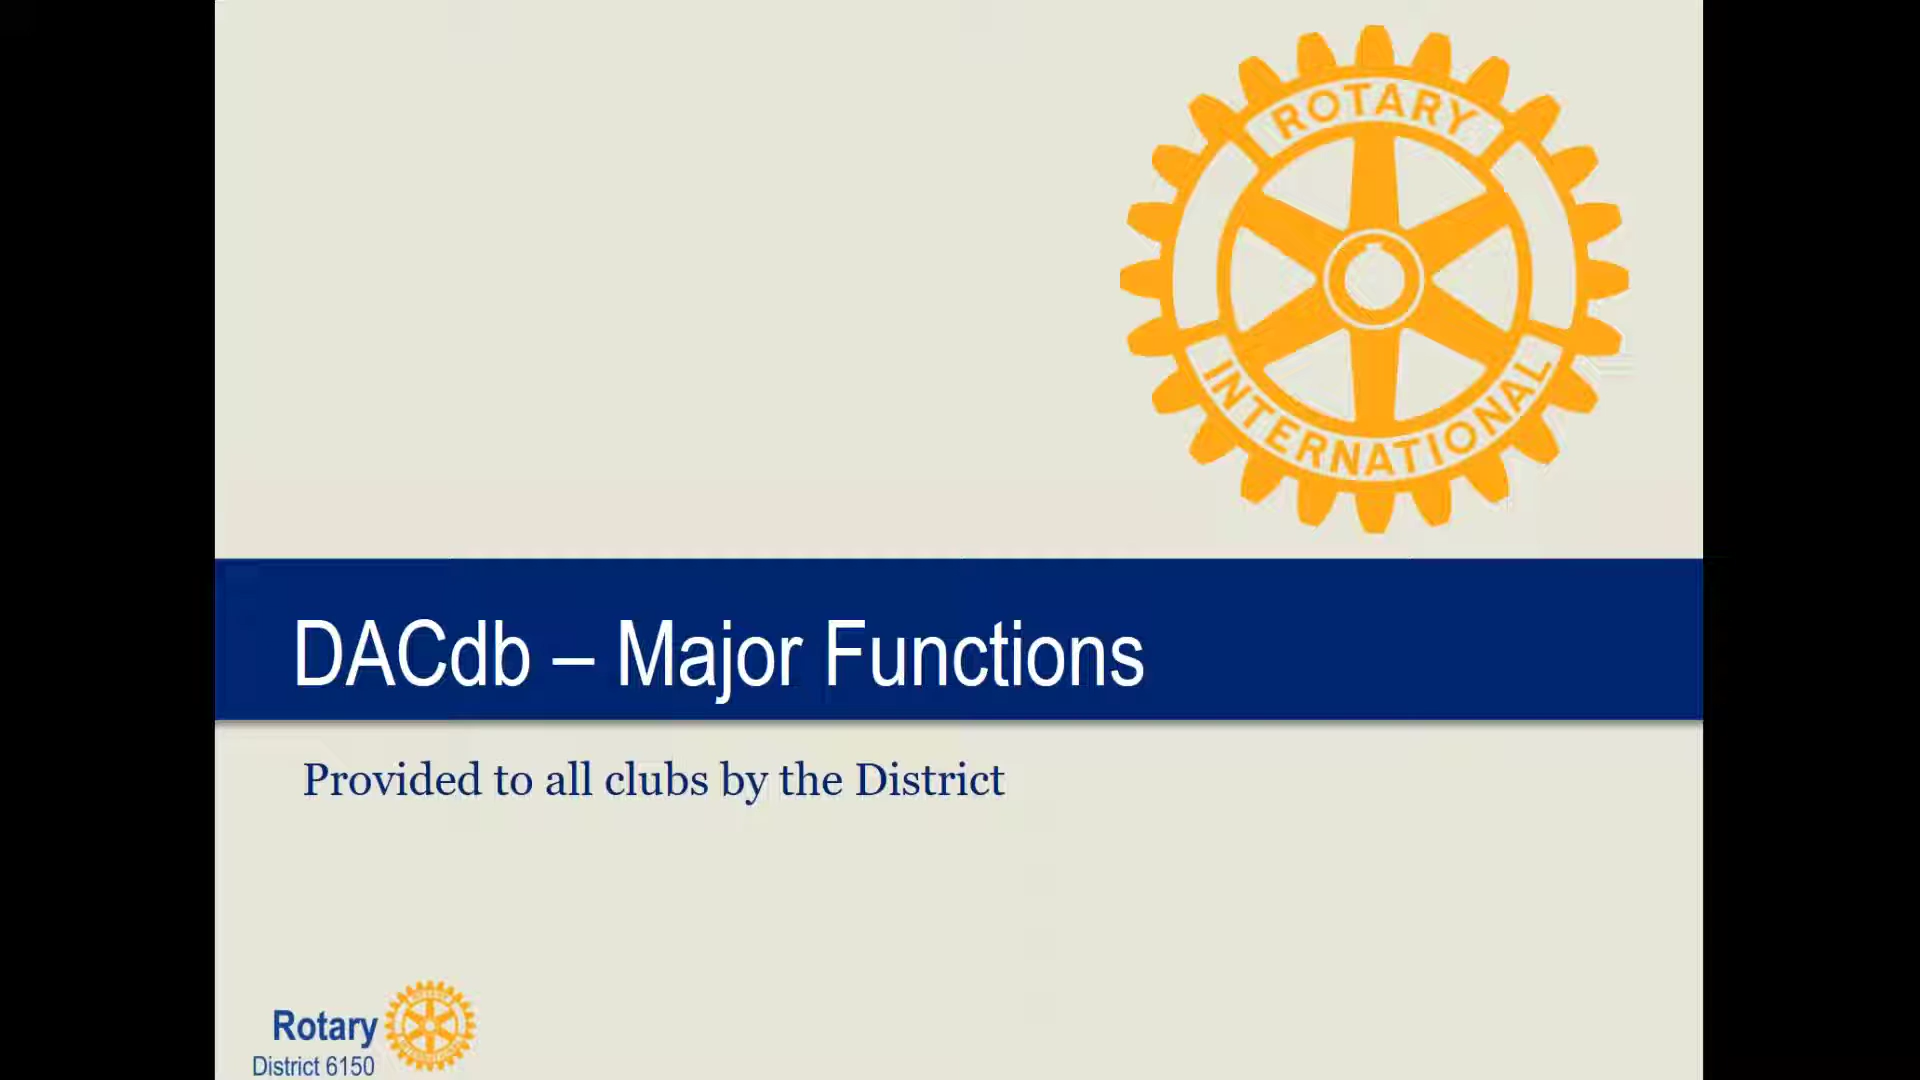 ROTARY
INTERNATIONAL
DACdb – Major Functions
Provided to all clubs by the District
Rotary
District 6150